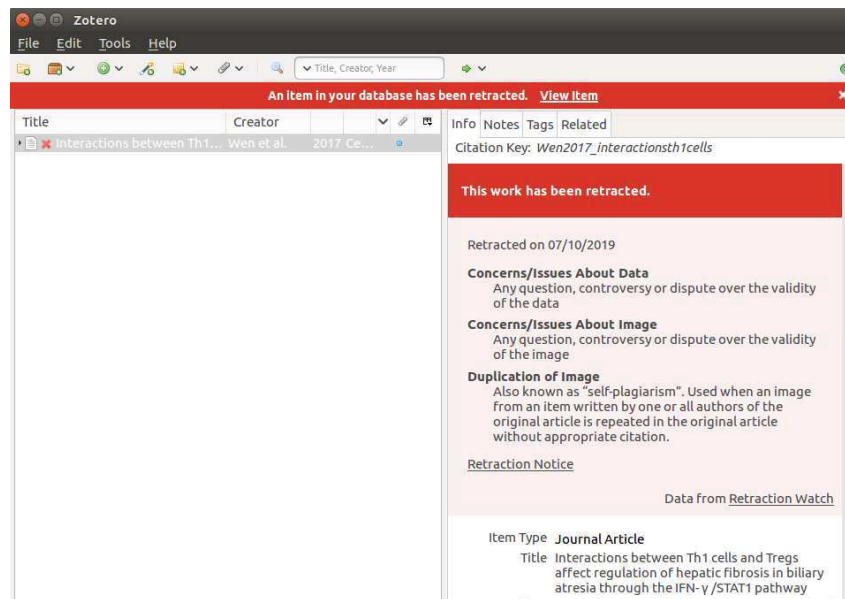 Zotero
File Edit Tools Help
Title, Creator, Year
An item in your database has been retracted. View Item
Title Creator
Interactions between Th1... Wen et al. 2017 Ce...
Info Notes Tags Related
Citation Key: Wen2017_interactionsth1cells
This work has been retracted.
Retracted on 07/10/2019
Concerns/Issues About Data
Any question, controversy or dispute over the validity
of the data
Concerns/Issues About Image
Any question, controversy or dispute over the validity
of the image
Duplication of Image
Also known as “self-plagiarism”. Used when an image
from an item written by one or all authors of the
original article is repeated in the original article
without appropriate citation.
Retraction Notice
Data from Retraction Watch
Item Type Journal Article
Title Interactions between Th1 cells and Tregs
affect regulation of hepatic fibrosis in biliary
atresia through the IFN-γ/STAT1 pathway